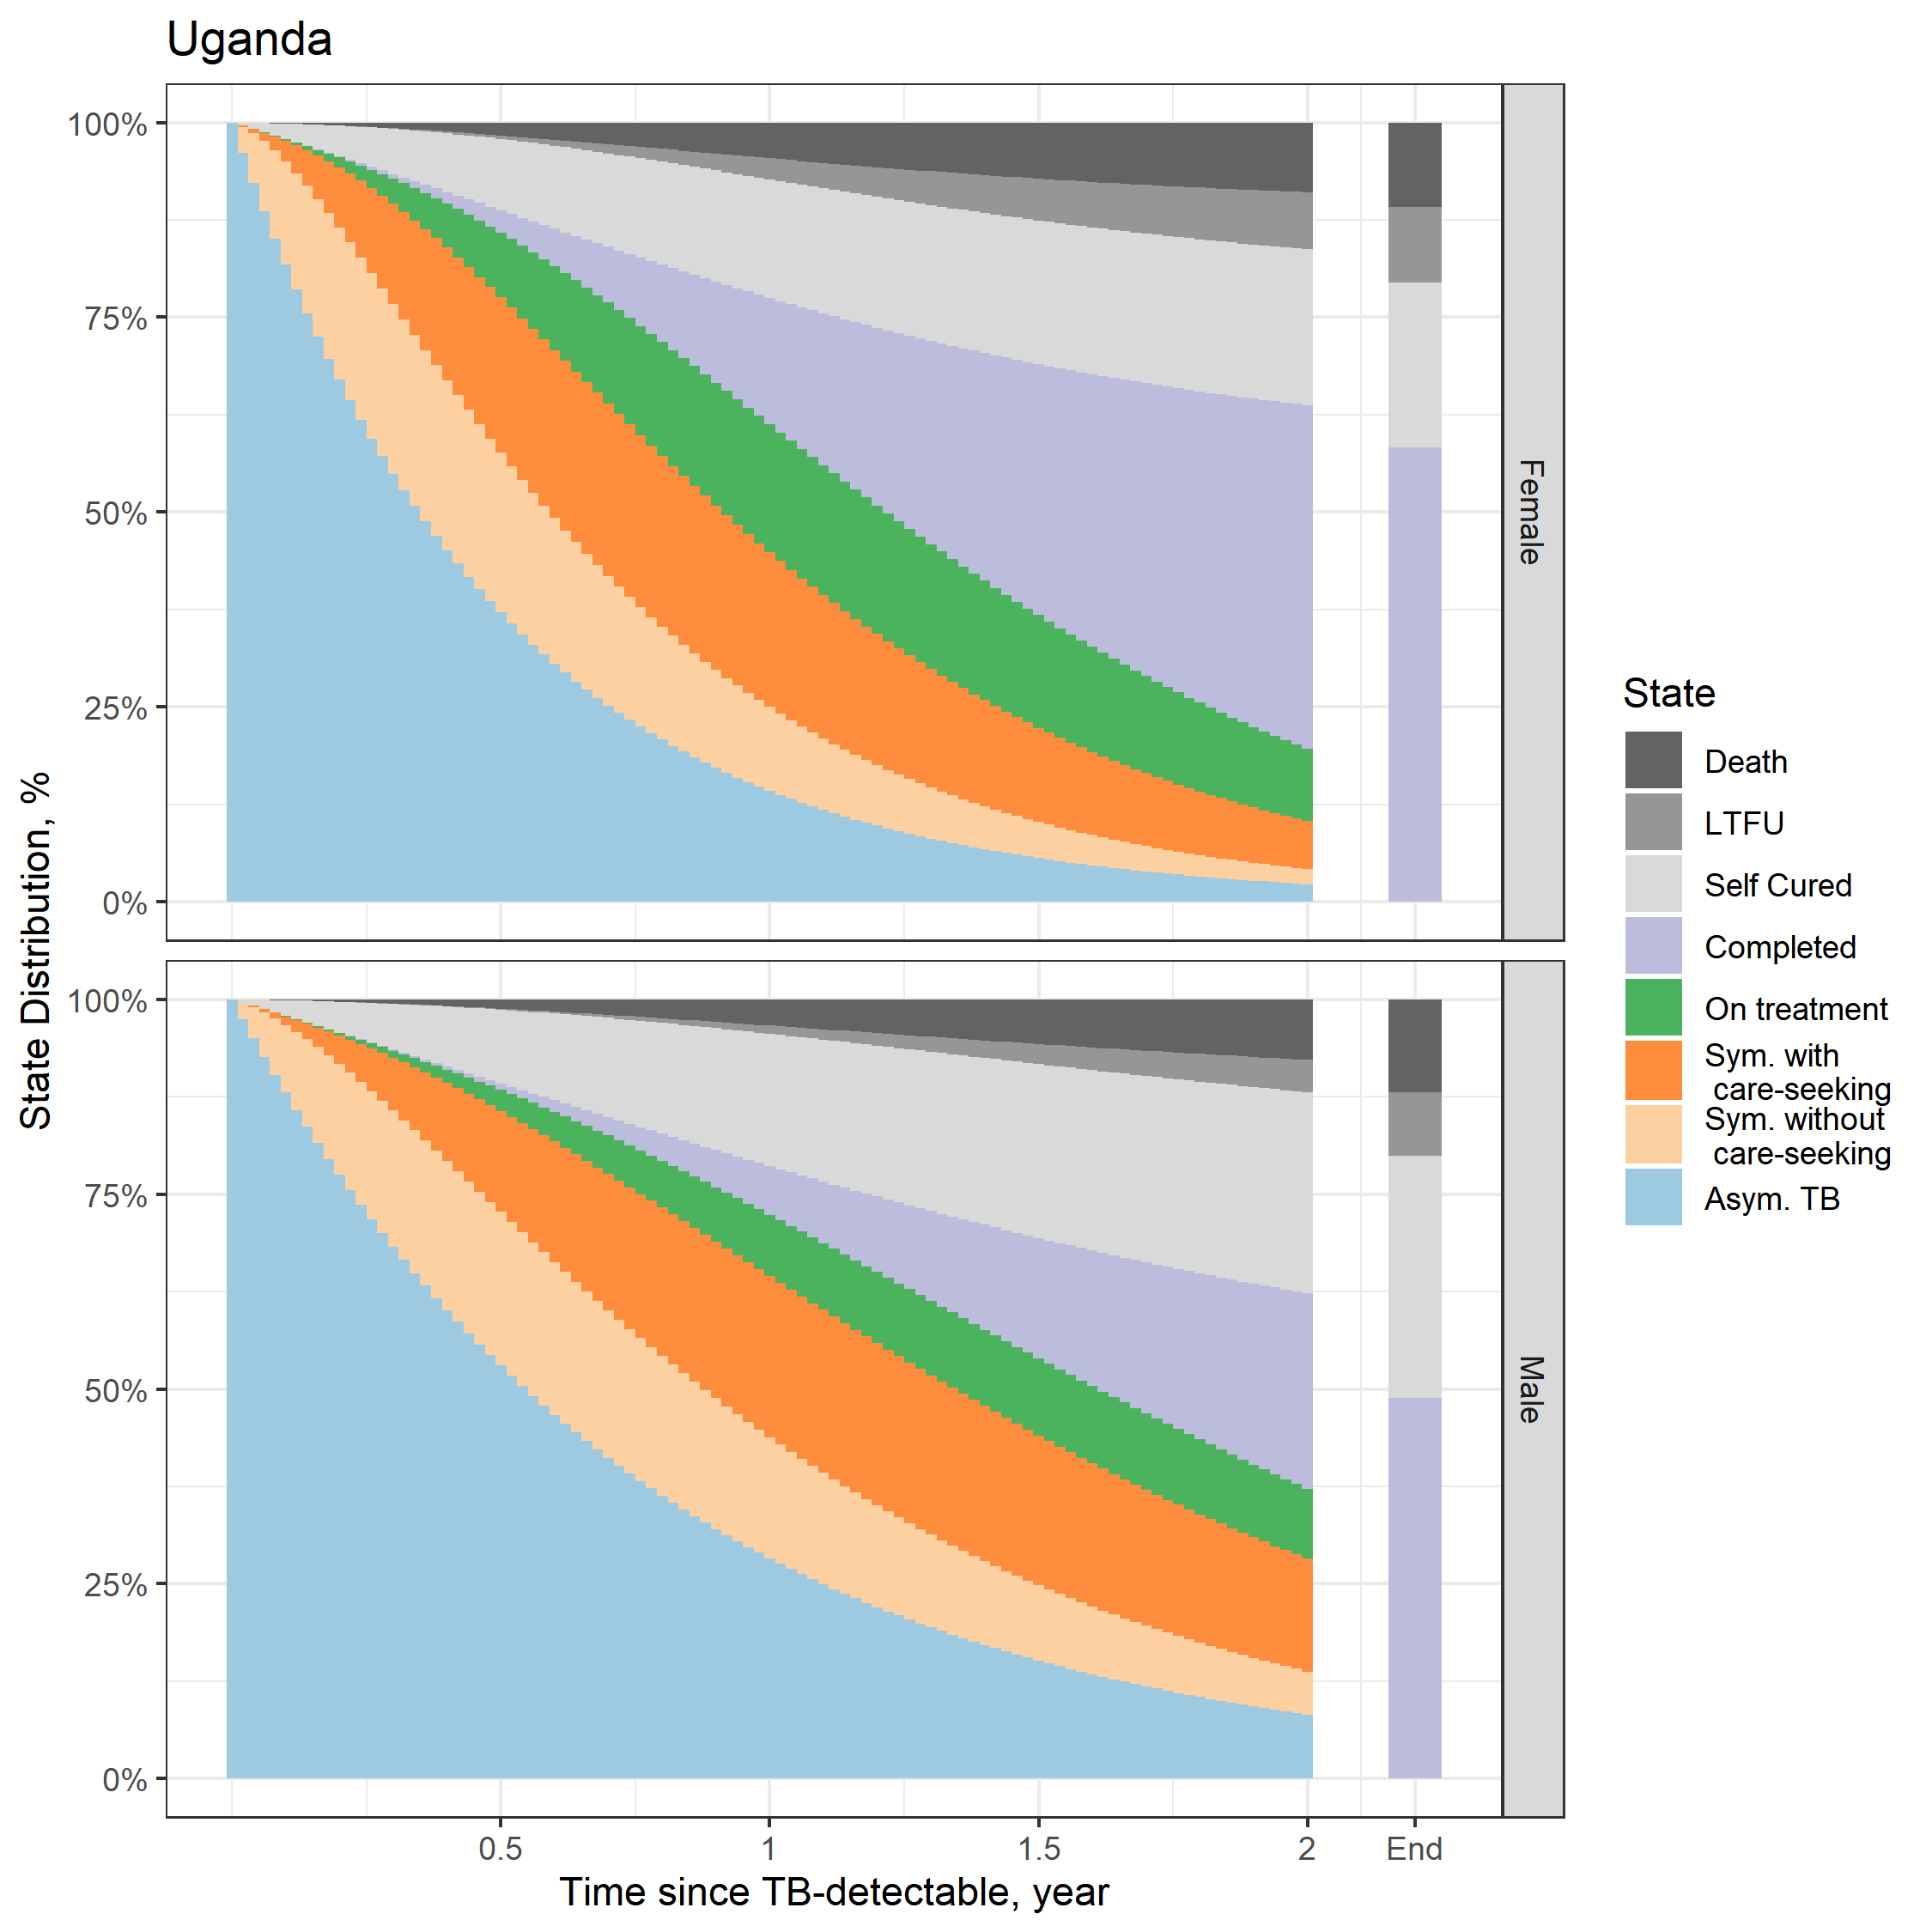 Uganda
State Distribution, %
100%
75%
50%
25%
0%
Female
100%
75%
50%
25%
0%
Male
0.5
1
1.5
2
End
Time since TB-detectable, year
State
Death
LTFU
Self Cured
Completed
On treatment
Sym. with
care-seeking
Sym. without
care-seeking
Asym. TB